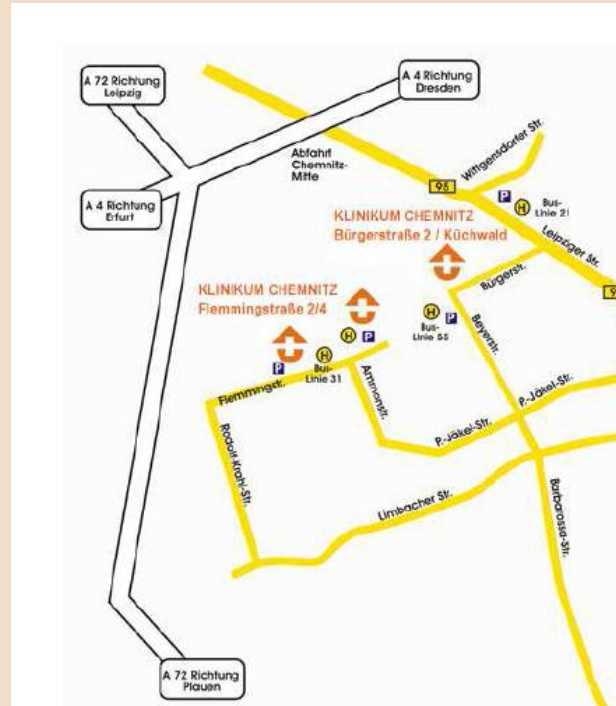 A 72 Richtung
Leipzig
A 4 Richtung
Dresden
A 4 Richtung
Erfurt
Abfahrt
Chemnitz-
Mitte
Wittgensdorfer Str.
95
P
H
Bus-
Linie 21
Leipziger Str.
KLINIKUM CHEMNITZ
Bürgerstraße 2 / Küchwald
Bürgerstr.
9
KLINIKUM CHEMNITZ
Flemmingstraße 2/4
H
P
Bus-
Linie 55
Beyerstr.
H
P
P
H
Bus-
Linie 31
Flemmingstr.
Ammonstr.
P.-Jäkel-Str.
P.-Jäkel-Str.
Rudolf-Krahl-Str.
Limbacher Str.
Barbarossa-Str.
A 72 Richtung
Plauen